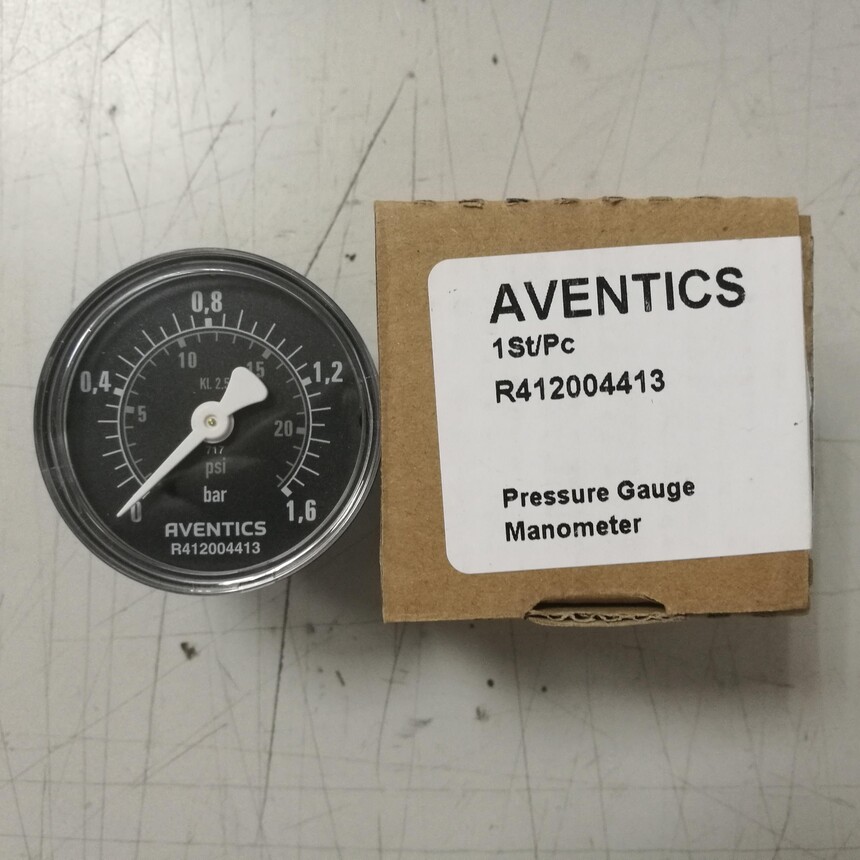 0,8
0,4
1,2
10
15
5
20
KL 2.5
717
psi
bar
0
1,6
AVENTICS
R412004413
AVENTICS
1St/Pc
R412004413
Pressure Gauge
Manometer